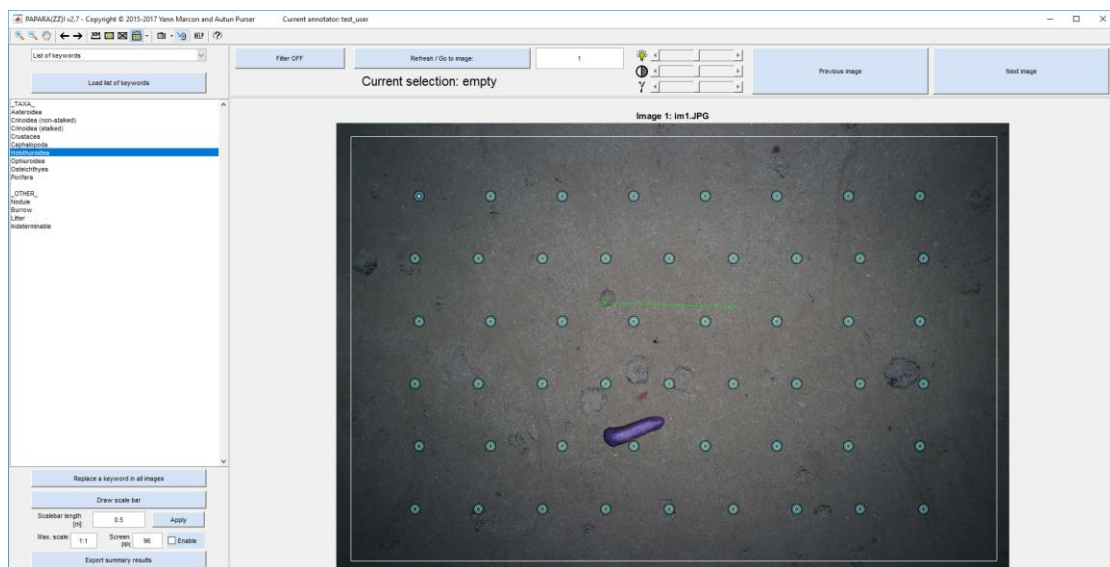 PAPARA(ZZ)I v2.7 - Copyright © 2015-2017 Yann Marcon and Autun Purser Current annotator: test_user
HELP
List of keywords
Load list of keywords
Filter OFF
Refresh / Go to image:
1
Current selection: empty
γ
Previous image
Next image
_TAXA_
Asteroidea
Crinoidea (non-stalked)
Crinoidea (stalked)
Crustacea
Cephalopoda
Holothuroidea
Ophiuroidea
Osteichthyes
Porifera
_OTHER_
Nodule
Burrow
Litter
Indeterminable
Image 1: im1.JPG
Replace a keyword in all images
Draw scale bar
Scalebar length
[m]:
0.5
Apply
Max. scale:
1:1
Screen
PPI:
96
Enable
Export summary results